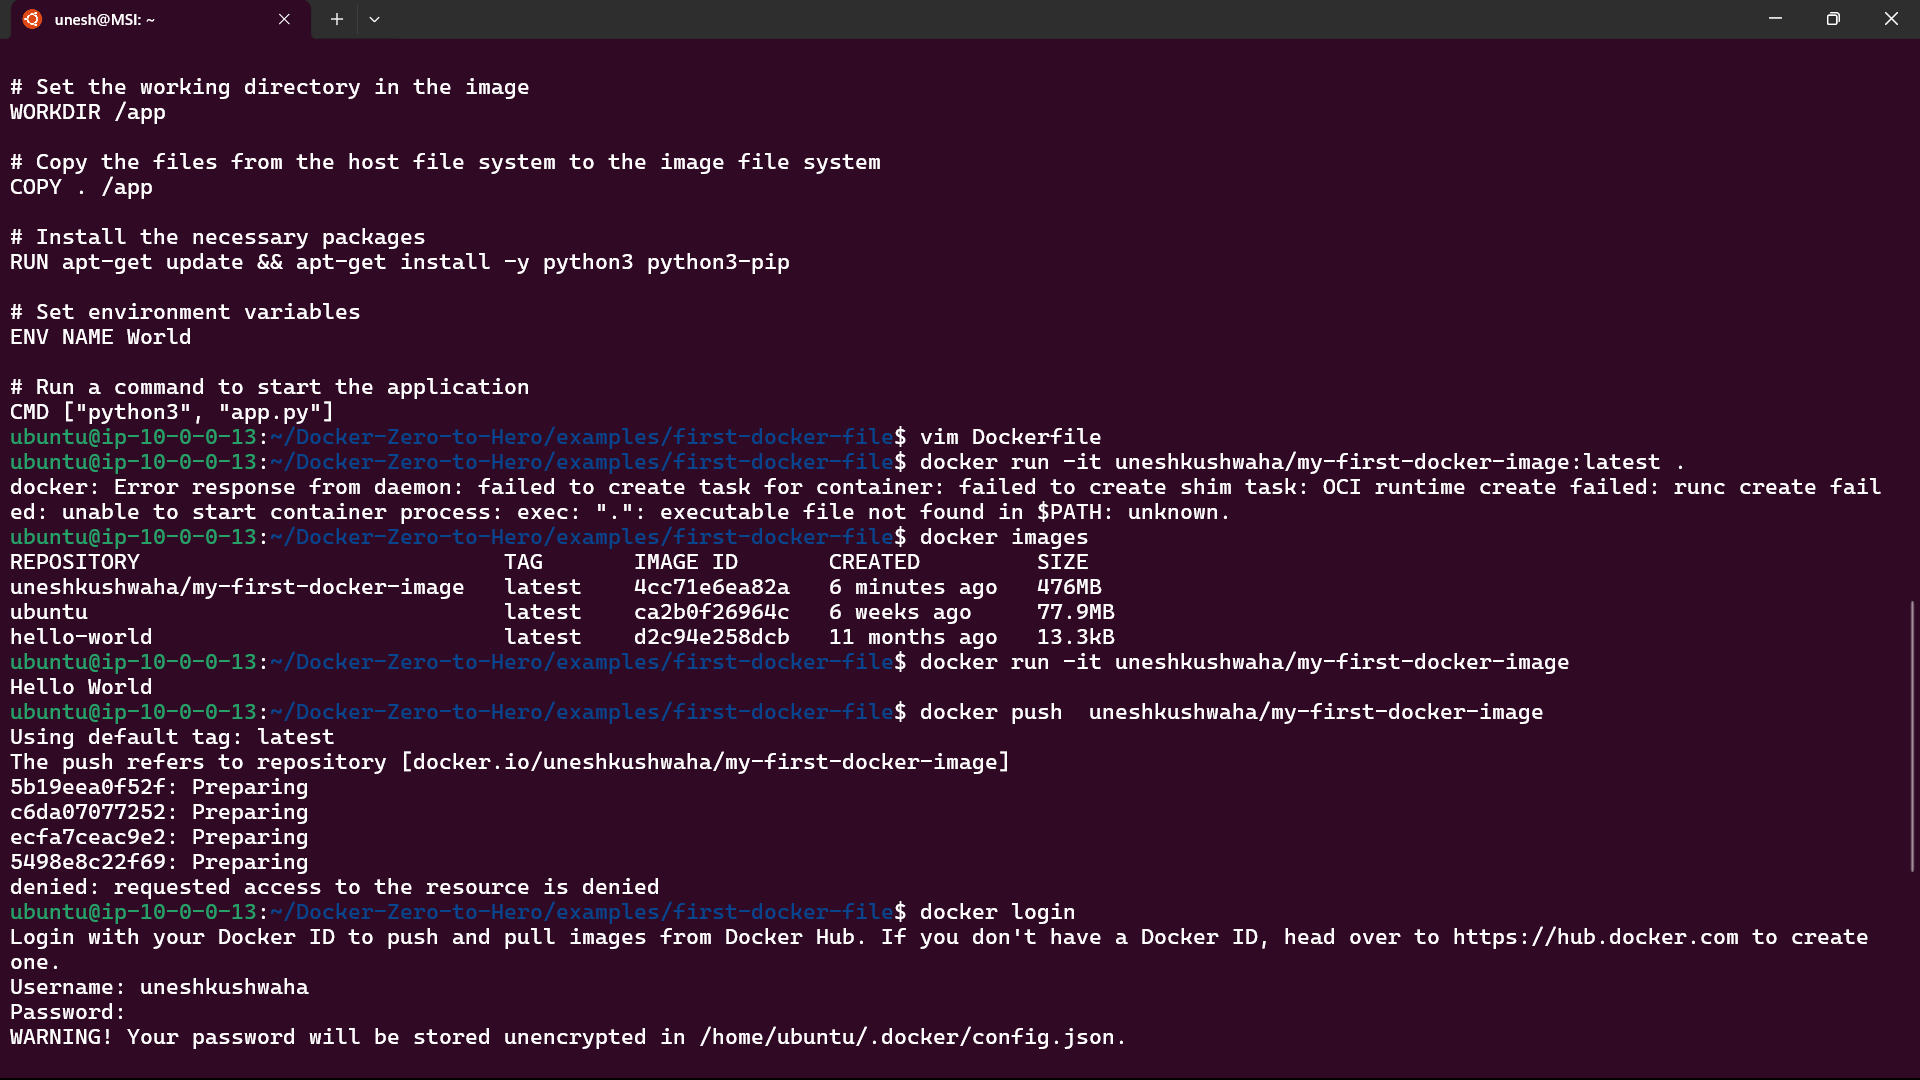 unesh@MSI: ~
# Set the working directory in the image
WORKDIR /app
# Copy the files from the host file system to the image file system
COPY . /app
# Install the necessary packages
RUN apt-get update && apt-get install -y python3 python3-pip
# Set environment variables
ENV NAME World
# Run a command to start the application
CMD ["python3", "app.py"]
ubuntu@ip-10-0-0-13:~/Docker-Zero-to-Hero/examples/first-docker-file$ vim Dockerfile
ubuntu@ip-10-0-0-13:~/Docker-Zero-to-Hero/examples/first-docker-file$ docker run -it uneshkushwaha/my-first-docker-image:latest .
docker: Error response from daemon: failed to create task for container: failed to create shim task: OCI runtime create failed: runc create fail
ed: unable to start container process: exec: ".": executable file not found in $PATH: unknown.
ubuntu@ip-10-0-0-13:~/Docker-Zero-to-Hero/examples/first-docker-file$ docker images
REPOSITORY                            TAG       IMAGE ID       CREATED         SIZE
uneshkushwaha/my-first-docker-image   latest    4cc71e6ea82a   6 minutes ago   476MB
ubuntu                                latest    ca2b0f26964c   6 weeks ago     77.9MB
hello-world                           latest    d2c94e258dcb   11 months ago   13.3kB
ubuntu@ip-10-0-0-13:~/Docker-Zero-to-Hero/examples/first-docker-file$ docker run -it uneshkushwaha/my-first-docker-image
Hello World
ubuntu@ip-10-0-0-13:~/Docker-Zero-to-Hero/examples/first-docker-file$ docker push  uneshkushwaha/my-first-docker-image
Using default tag: latest
The push refers to repository [docker.io/uneshkushwaha/my-first-docker-image]
5b19eea0f52f: Preparing
c6da07077252: Preparing
ecfa7ceac9e2: Preparing
5498e8c22f69: Preparing
denied: requested access to the resource is denied
ubuntu@ip-10-0-0-13:~/Docker-Zero-to-Hero/examples/first-docker-file$ docker login
Login with your Docker ID to push and pull images from Docker Hub. If you don't have a Docker ID, head over to https://hub.docker.com to create
one.
Username: uneshkushwaha
Password:
WARNING! Your password will be stored unencrypted in /home/ubuntu/.docker/config.json.